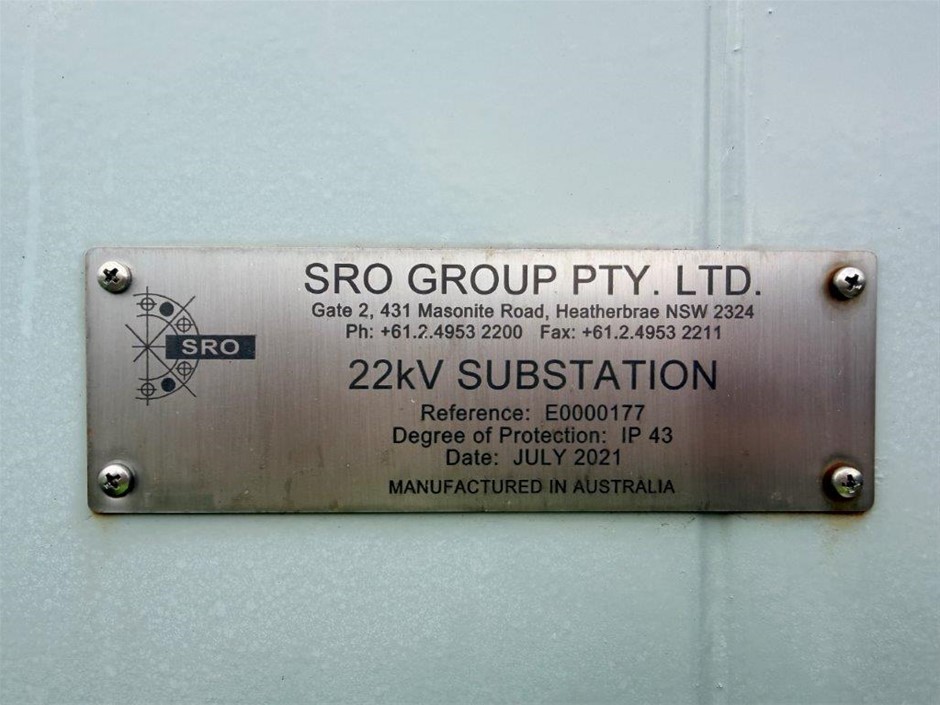 SRO GROUP PTY. LTD.
Gate 2, 431 Masonite Road, Heatherbrae NSW 2324
Ph: +61.2.4953 2200 Fax: +61.2.4953 2211
SRO
22kV SUBSTATION
Reference: E0000177
Degree of Protection: IP 43
Date: JULY 2021
MANUFACTURED IN AUSTRALIA